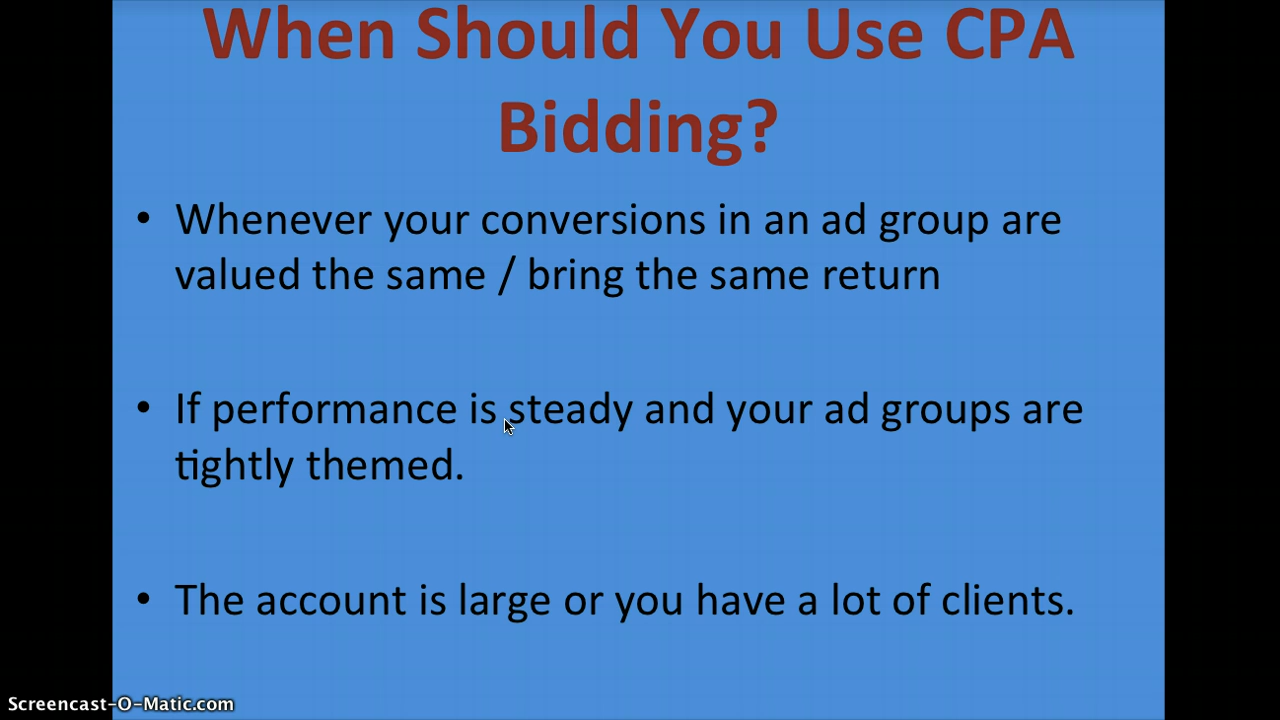 When Should You Use CPA
Bidding?
• Whenever your conversions in an ad group are
valued the same / bring the same return
• If performance is steady and your ad groups are
tightly themed.
• The account is large or you have a lot of clients.
Screencast-O-Matic.com